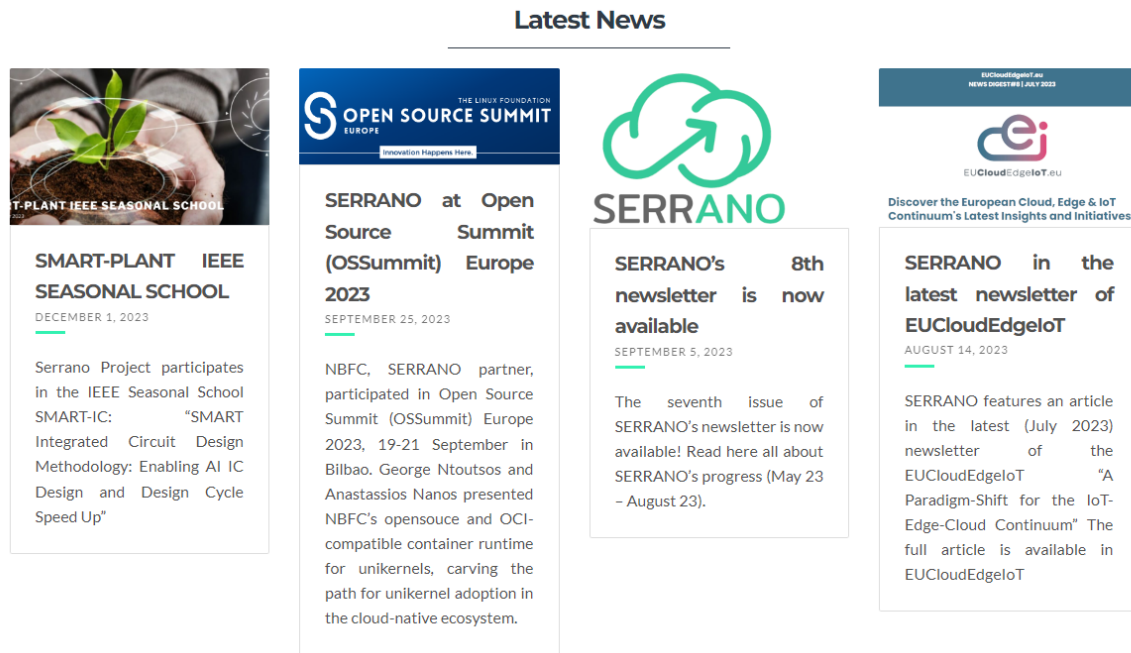 Latest News
T-PLANT IEEE SEASONAL SCHOOL
SMART-PLANT IEEE
SEASONAL SCHOOL
DECEMBER 1, 2023
Serrano Project participates
in the IEEE Seasonal School
SMART-IC: “SMART
Integrated Circuit Design
Methodology: Enabling AI IC
Design and Design Cycle
Speed Up”
THE LINUX FOUNDATION
OPEN SOURCE SUMMIT
EUROPE
Innovation Happens Here.
SERRANO at Open
Source Summit
(OSSummit) Europe
2023
SEPTEMBER 25, 2023
NBFC, SERRANO partner,
participated in Open Source
Summit (OSSummit) Europe
2023, 19-21 September in
Bilbao. George Ntoutsos and
Anastassios Nanos presented
NBFC’s opensouce and OCI-
compatible container runtime
for unikernels, carving the
path for unikernel adoption in
the cloud-native ecosystem.
SERRANO
SERRANO’s 8th
newsletter is now
available
SEPTEMBER 5, 2023
The seventh issue of
SERRANO’s newsletter is now
available! Read here all about
SERRANO’s progress (May 23
– August 23).
EUCloudEdgeIoT.eu
NEWS DIGEST#8 | JULY 2023
EUCloudEdgeIoT.eu
Discover the European Cloud, Edge & IoT
Continuum's Latest Insights and Initiatives
SERRANO in the
latest newsletter of
EUCloudEdgeIoT
AUGUST 14, 2023
SERRANO features an article
in the latest (July 2023)
newsletter of the
EUCloudEdgeIoT “A
Paradigm-Shift for the IoT-
Edge-Cloud Continuum” The
full article is available in
EUCloudEdgeIoT